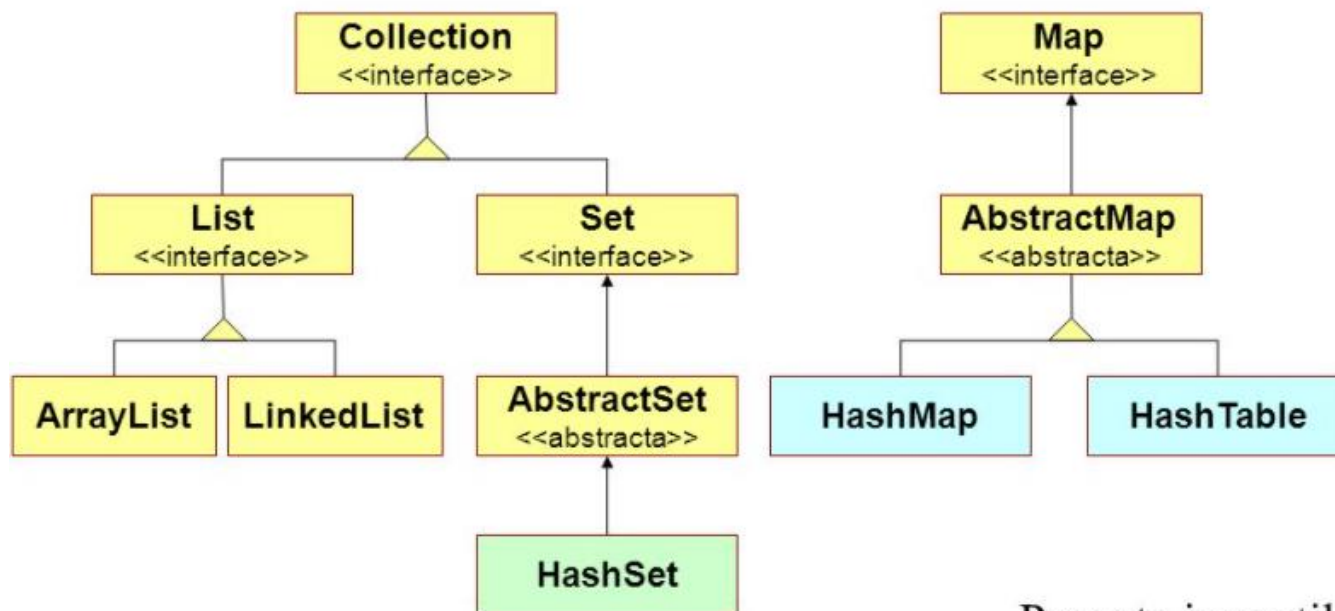 Collection
<<interface>>
Map
<<interface>>
List
<<interface>>
Set
<<interface>>
AbstractMap
<<abstracta>>
ArrayList
LinkedList
AbstractSet
<<abstracta>>
HashMap
HashTable
HashSet